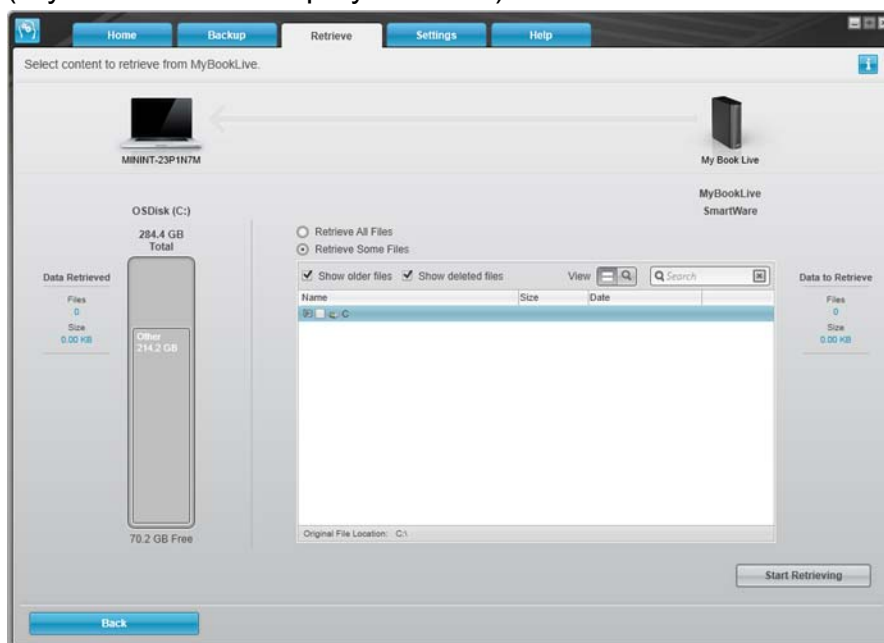 Home Backup Retrieve Settings Help
Select content to retrieve from MyBookLive.
MININT-23P1N7M
My Book Live
MyBookLive
SmartWare
OSDisk (C:)
284.4 GB
Total
Retrieve All Files
Retrieve Some Files
Data Retrieved
Files
0
Size
0.00 KB
Other
214.2 GB
70.2 GB Free
Show older files Show deleted files View Search
Name Size Date
C
Original File Location: C:\
Data to Retrieve
Files
0
Size
0.00 KB
Start Retrieving
Back